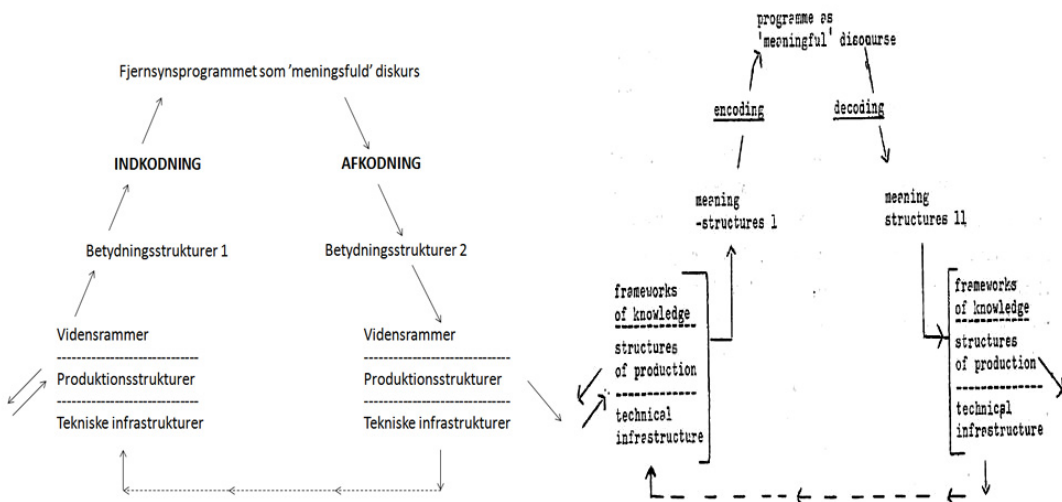 Fjernsynsprogrammet som ’meningsfuld’ diskurs
INDKODNING
AFKODNING
Betydningsstrukturer 1
Betydningsstrukturer 2
Vidensrammer
Produktionsstrukturer
Tekniske infrastrukturer
Vidensrammer
Produktionsstrukturer
Tekniske infrastrukturer
programme as
'meaningful' discourse
encoding
decoding
meaning
-structures l
meaning
structures ll
frameworks
of knowledge
structures
of production
technical
infrastructure
frameworks
of knowledge
structures
of production
technical
infrastructure